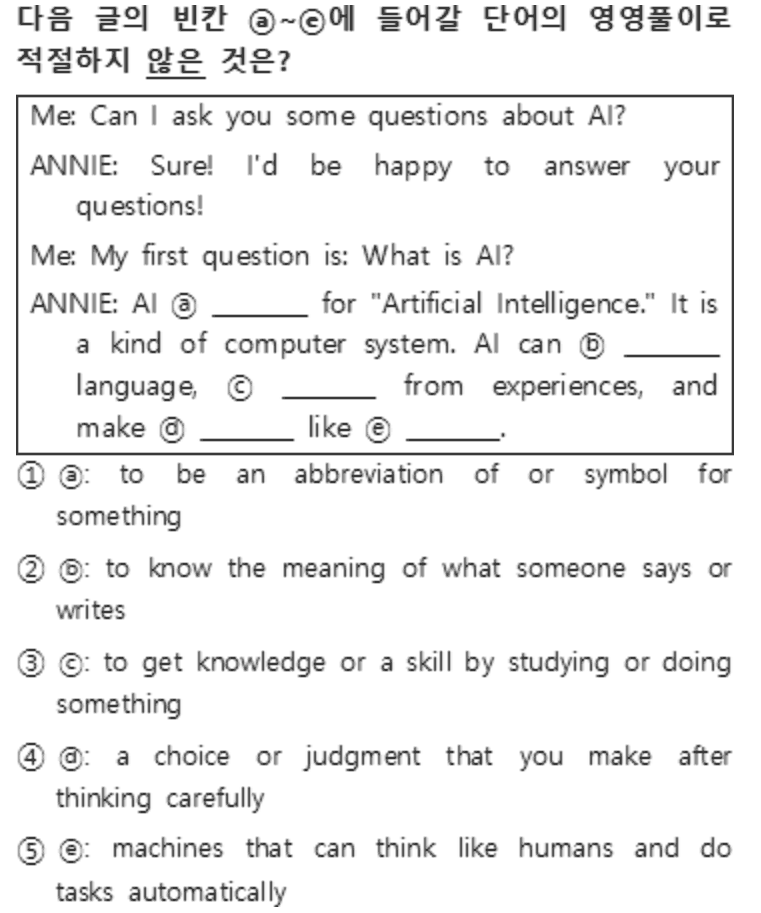 다음 글의 빈칸 ⓐ~ⓔ에 들어갈 단어의 영영풀이로
적절하지 않은 것은?
Me: Can I ask you some questions about AI?
ANNIE: Sure! I'd be happy to answer your
questions!
Me: My first question is: What is AI?
ANNIE: AI ⓐ _______ for "Artificial Intelligence." It is
a kind of computer system. AI can ⓑ _______
language, ⓒ _______ from experiences, and
make ⓓ _______ like ⓔ _______.
① ⓐ: to be an abbreviation of or symbol for
something
② ⓑ: to know the meaning of what someone says or
writes
③ ⓒ: to get knowledge or a skill by studying or doing
something
④ ⓓ: a choice or judgment that you make after
thinking carefully
⑤ ⓔ: machines that can think like humans and do
tasks automatically